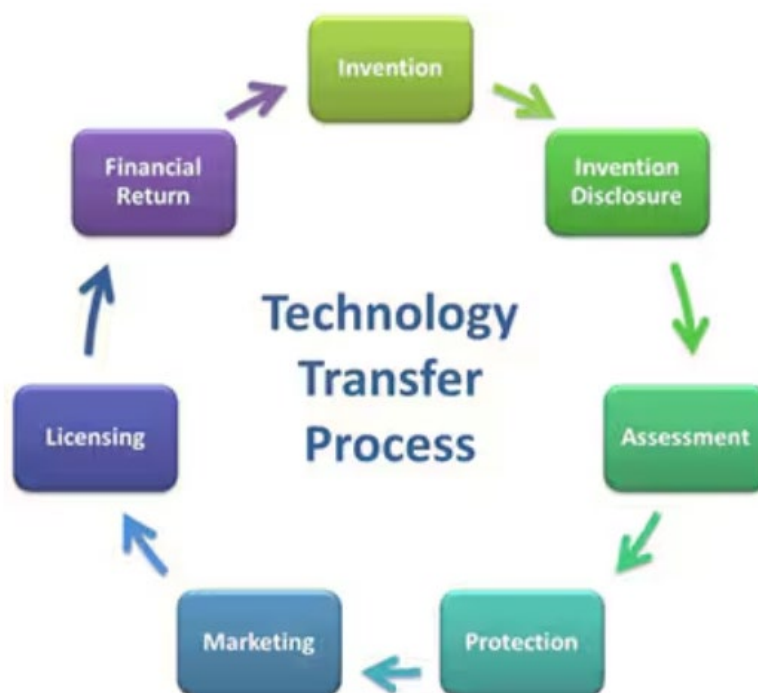 Invention
Invention
Disclosure
Assessment
Protection
Marketing
Licensing
Financial
Return
Technology
Transfer
Process